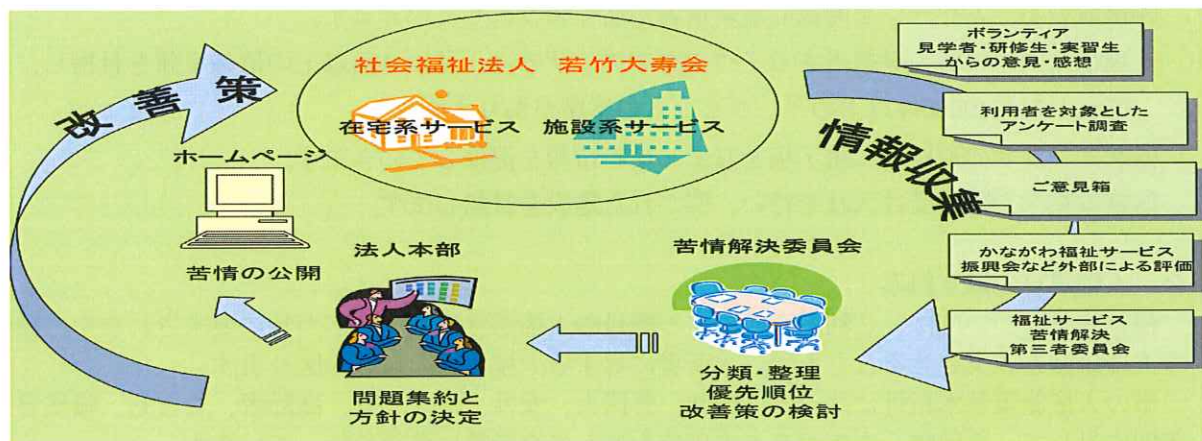 社会福祉法人 若竹大寿会
在宅系サービス 施設系サービス
改善策
情報収集
ボランティア
見学者・研修生・実習生
からの意見・感想
利用者を対象とした
アンケート調査
ご意見箱
かながわ福祉サービス
振興会など外部による評価
福祉サービス
苦情解決
第三者委員会
苦情解決委員会
分類・整理
優先順位
改善策の検討
法人本部
問題集約と
方針の決定
ホームページ
苦情の公開